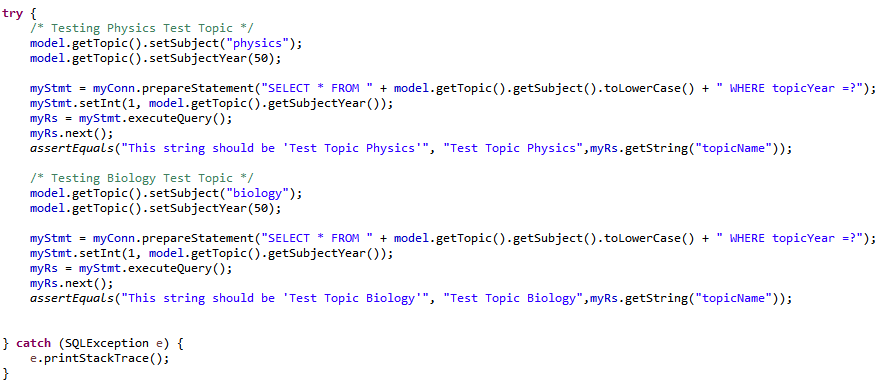 try {
    /* Testing Physics Test Topic */
    model.getTopic().setSubject("physics");
    model.getTopic().setSubjectYear(50);

    myStmt = myConn.prepareStatement("SELECT * FROM " + model.getTopic().getSubject().toLowerCase() + " WHERE topicYear =?");
    myStmt.setInt(1, model.getTopic().getSubjectYear());
    myRs = myStmt.executeQuery();
    myRs.next();
    assertEquals("This string should be 'Test Topic Physics'", "Test Topic Physics",myRs.getString("topicName"));

    /* Testing Biology Test Topic */
    model.getTopic().setSubject("biology");
    model.getTopic().setSubjectYear(50);

    myStmt = myConn.prepareStatement("SELECT * FROM " + model.getTopic().getSubject().toLowerCase() + " WHERE topicYear =?");
    myStmt.setInt(1, model.getTopic().getSubjectYear());
    myRs = myStmt.executeQuery();
    myRs.next();
    assertEquals("This string should be 'Test Topic Biology'", "Test Topic Biology",myRs.getString("topicName"));


} catch (SQLException e) {
    e.printStackTrace();
}